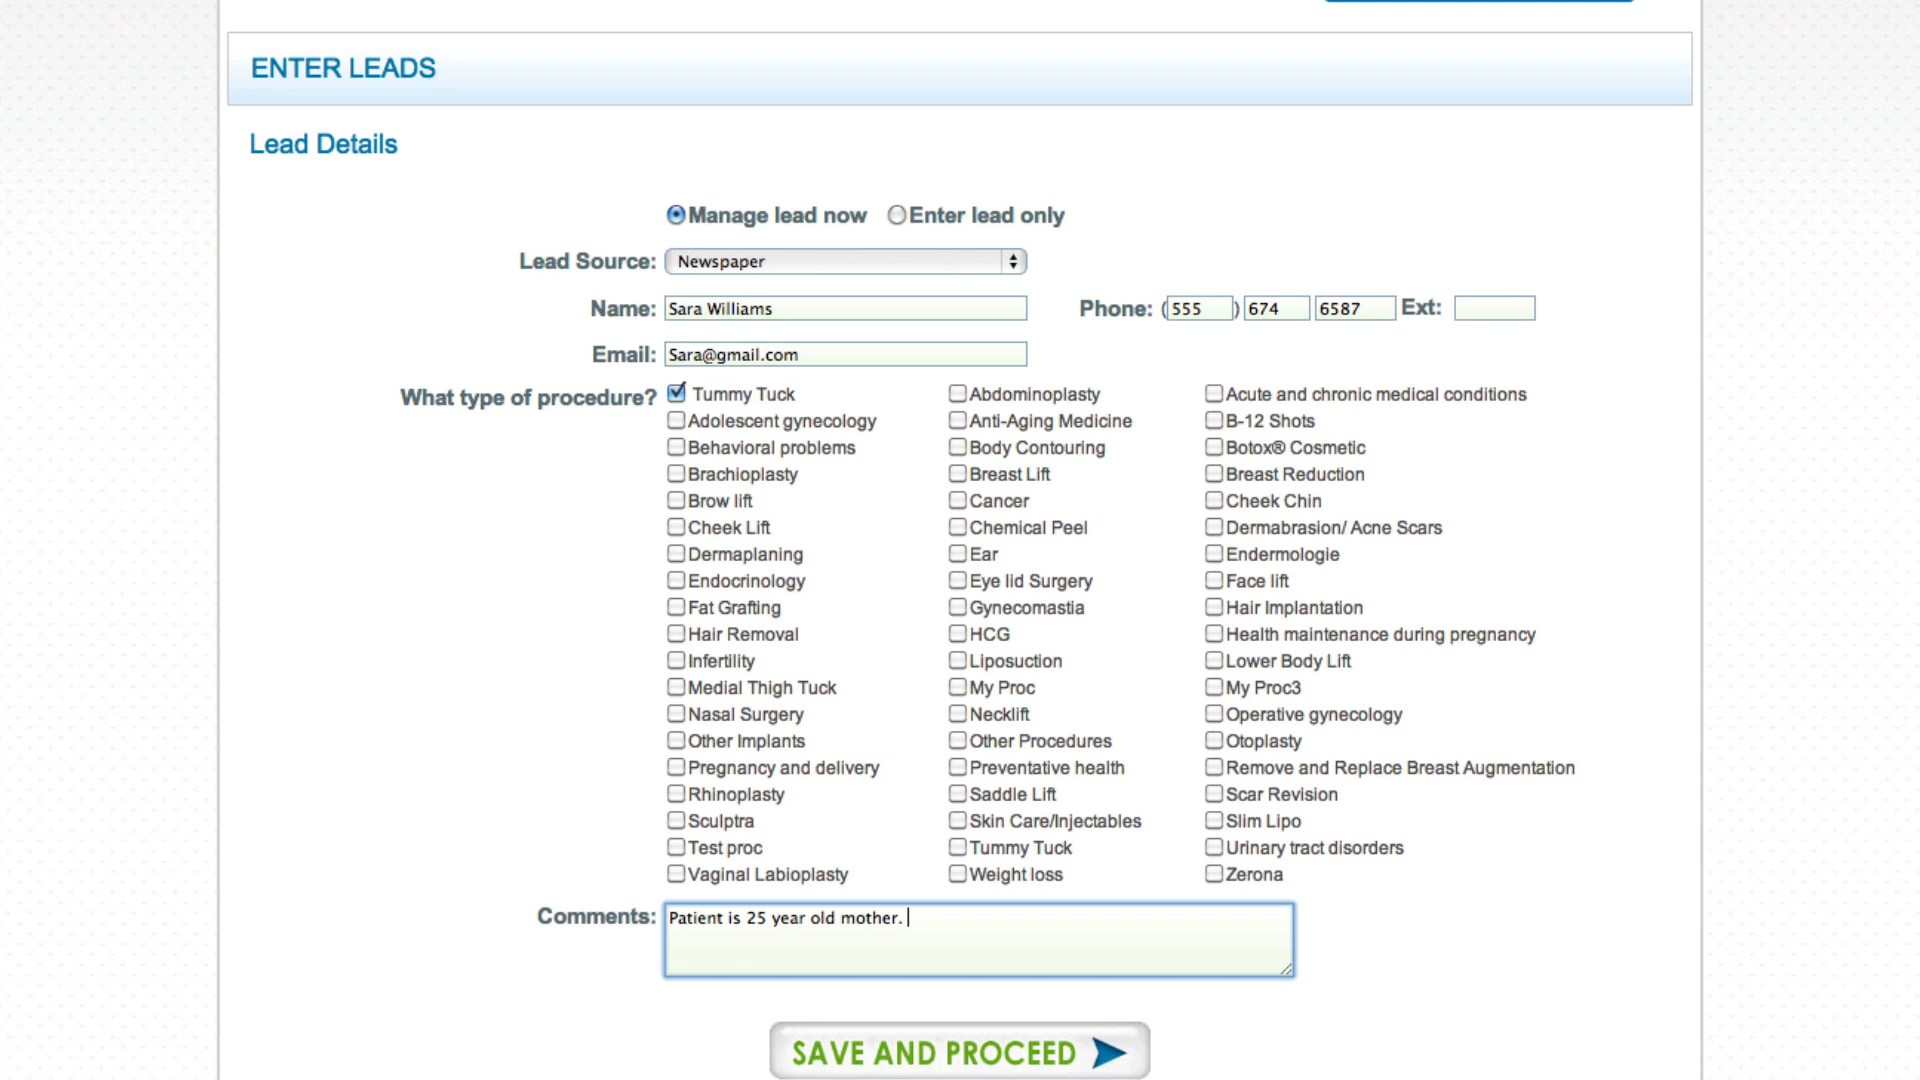 ENTER LEADS
Lead Details
Manage lead now Enter lead only
Lead Source: Newspaper
Name: Sara Williams Phone: (555) 674 6587 Ext:
Email: Sara@gmail.com
What type of procedure? Tummy Tuck Abdominoplasty Acute and chronic medical conditions
Adolescent gynecology Anti-Aging Medicine B-12 Shots
Behavioral problems Body Contouring Botox® Cosmetic
Brachioplasty Breast Lift Breast Reduction
Brow lift Cancer Cheek Chin
Cheek Lift Chemical Peel Dermabrasion/ Acne Scars
Dermaplaning Ear Endermologie
Endocrinology Eye lid Surgery Face lift
Fat Grafting Gynecomastia Hair Implantation
Hair Removal HCG Health maintenance during pregnancy
Infertility Liposuction Lower Body Lift
Medial Thigh Tuck My Proc My Proc3
Nasal Surgery Necklift Operative gynecology
Other Implants Other Procedures Otoplasty
Pregnancy and delivery Preventative health Remove and Replace Breast Augmentation
Rhinoplasty Saddle Lift Scar Revision
Sculptra Skin Care/Injectables Slim Lipo
Test proc Tummy Tuck Urinary tract disorders
Vaginal Labioplasty Weight loss Zerona
Comments: Patient is 25 year old mother.
SAVE AND PROCEED